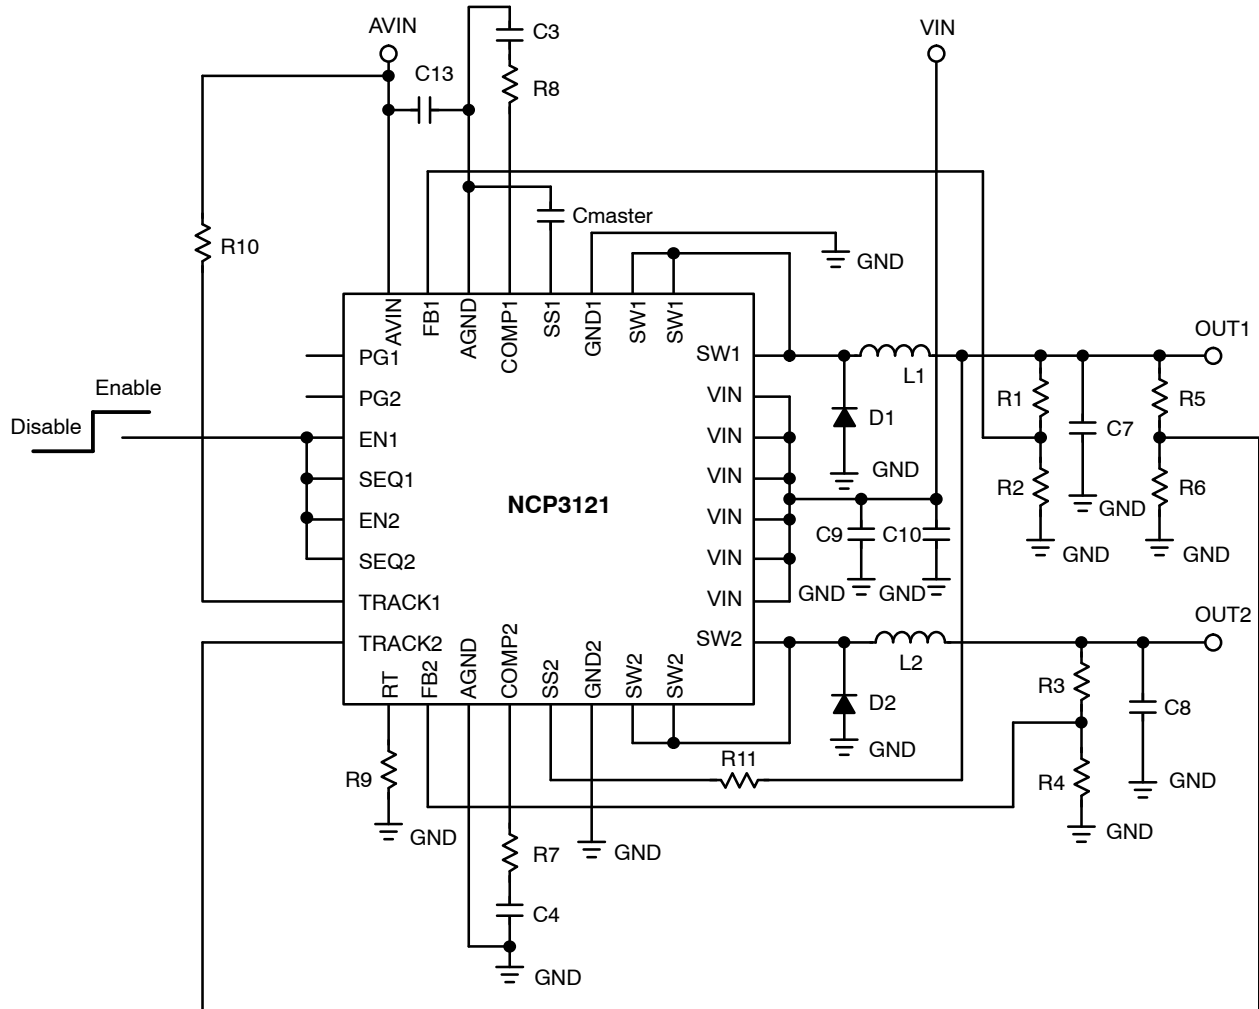 AVIN
C3
VIN
C13
R8
Cmaster
R10
GND
AVIN
FB1
AGND
COMP1
SS1
GND1
SW1
SW1
OUT1
PG1
SW1
L1
Enable
PG2
VIN
R1
R5
Disable
D1
C7
EN1
VIN
GND
SEQ1
VIN
R2
R6
NCP3121
GND
EN2
VIN
C9
C10
SEQ2
VIN
GND
GND
TRACK1
VIN
GND
GND
OUT2
TRACK2
SW2
L2
RT
FB2
AGND
COMP2
SS2
GND2
SW2
SW2
R3
D2
C8
GND
R11
R9
R4
GND
GND
GND
R7
GND
C4
GND